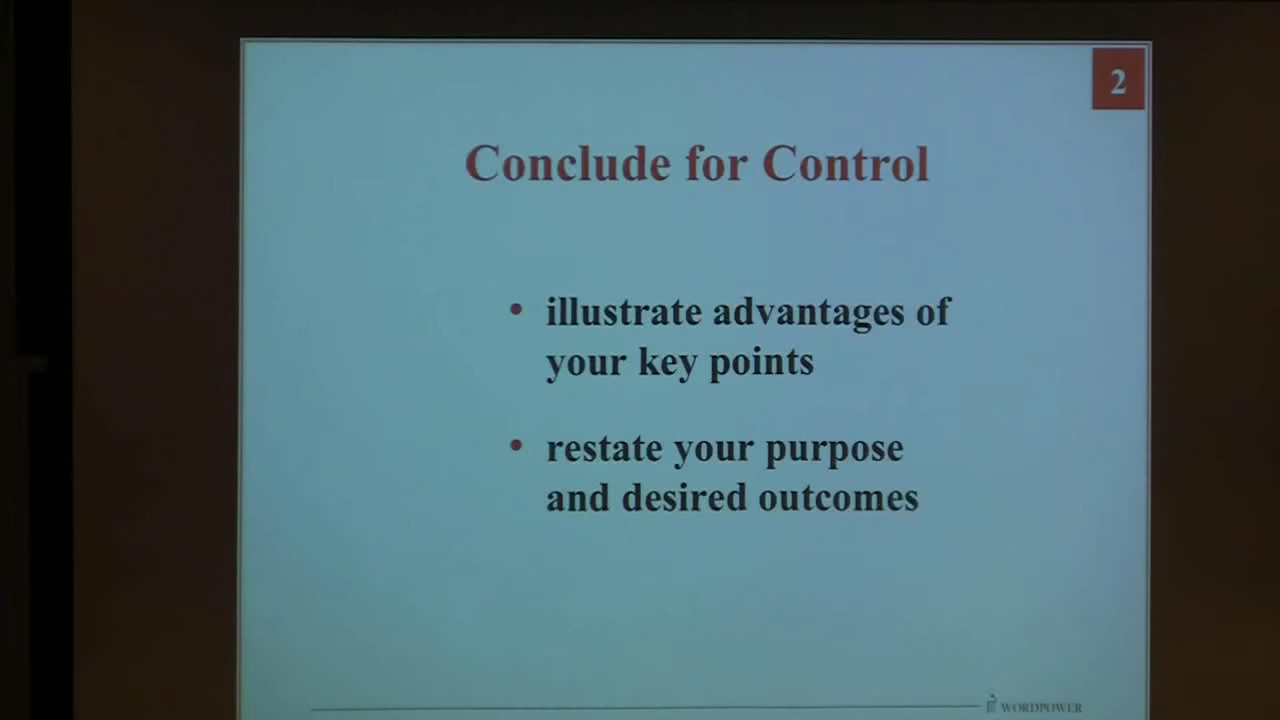 2
Conclude for Control
• illustrate advantages of
your key points
• restate your purpose
and desired outcomes
WORDPOWER